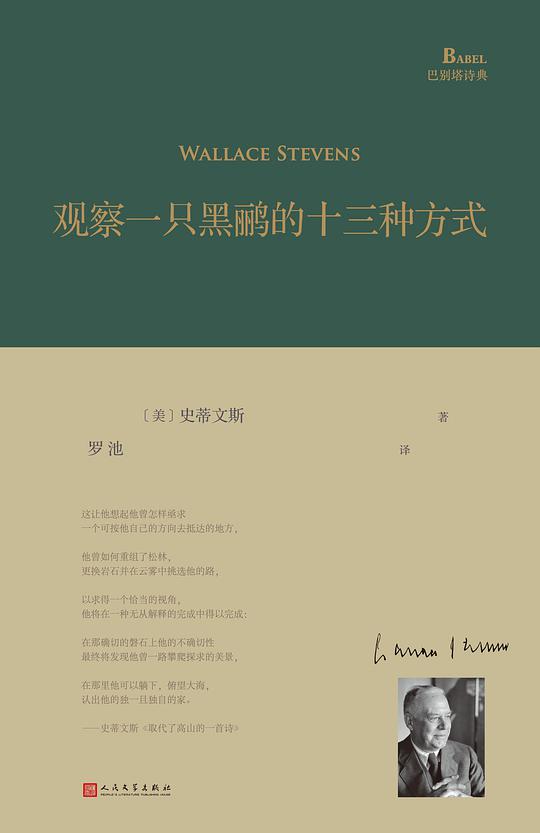 BABEL
巴别塔诗典
WALLACE STEVENS
观察一只黑鹂的十三种方式
〔美〕史蒂文斯 著
罗池 译
这让他想起他曾怎样亟求
一个可按他自己的方向去抵达的地方，
他曾如何重组了松林，
更换岩石并在云雾中挑选他的路，
以求得一个恰当的视角，
他将在一种无从解释的完成中得以完成：
在那确切的磐石上他的不确切性
最终将发现他曾一路攀爬探求的美景，
在那里他可以躺下，俯望大海，
认出他的独一且独自的家。
——史蒂文斯《取代了高山的一首诗》
人民文学出版社
PEOPLE'S LITERATURE PUBLISHING HOUSE